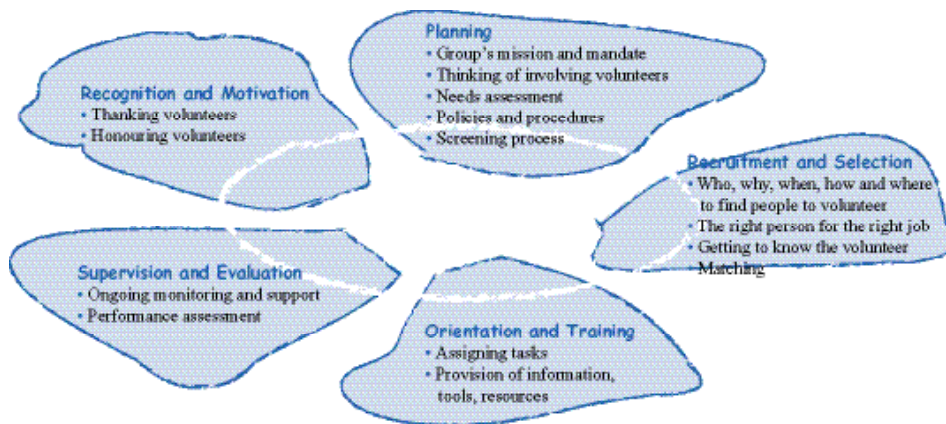 Planning
• Group's mission and mandate
• Thinking of involving volunteers
• Needs assessment
• Policies and procedures
• Screening process
Recruitment and Selection
• Who, why, when, how and where
to find people to volunteer
• The right person for the right job
• Getting to know the volunteer
Matching
Orientation and Training
• Assigning tasks
• Provision of information,
tools, resources
Supervision and Evaluation
• Ongoing monitoring and support
• Performance assessment
Recognition and Motivation
• Thanking volunteers
• Honouring volunteers